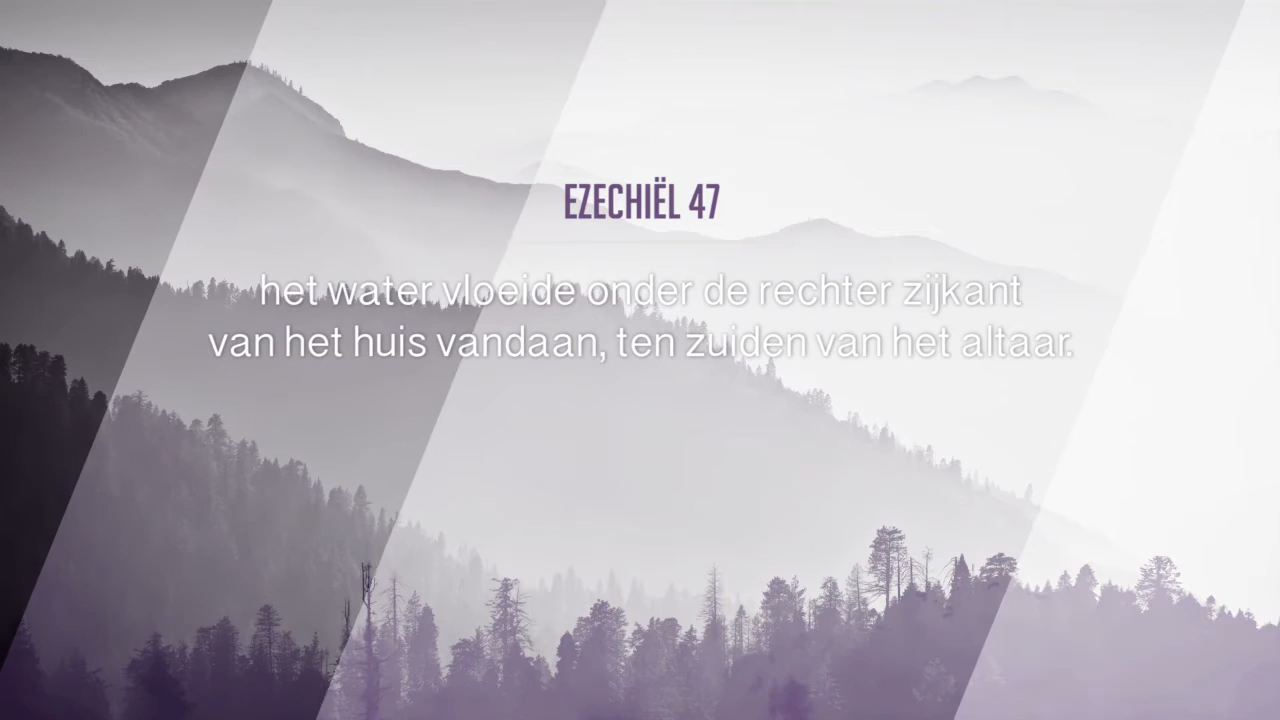 EZECHIËL 47
het water vloeide onder de rechter zijkant
van het huis vandaan, ten zuiden van het altaar.